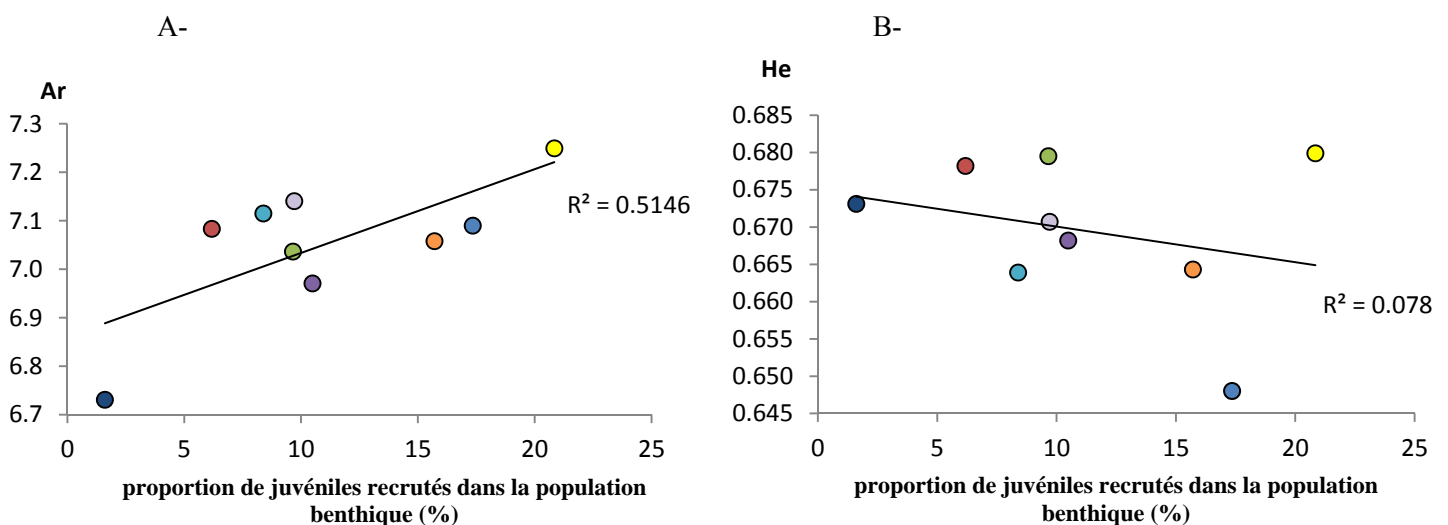 A-
Ar
7.3
7.2
7.1
7.0
6.9
6.8
6.7
R² = 0.5146
0 5 10 15 20 25
proportion de juvéniles recrutés dans la population
benthique (%)
B-
He
0.685
0.680
0.675
0.670
0.665
0.660
0.655
0.650
0.645
R² = 0.078
0 5 10 15 20 25
proportion de juvéniles recrutés dans la population
benthique (%)